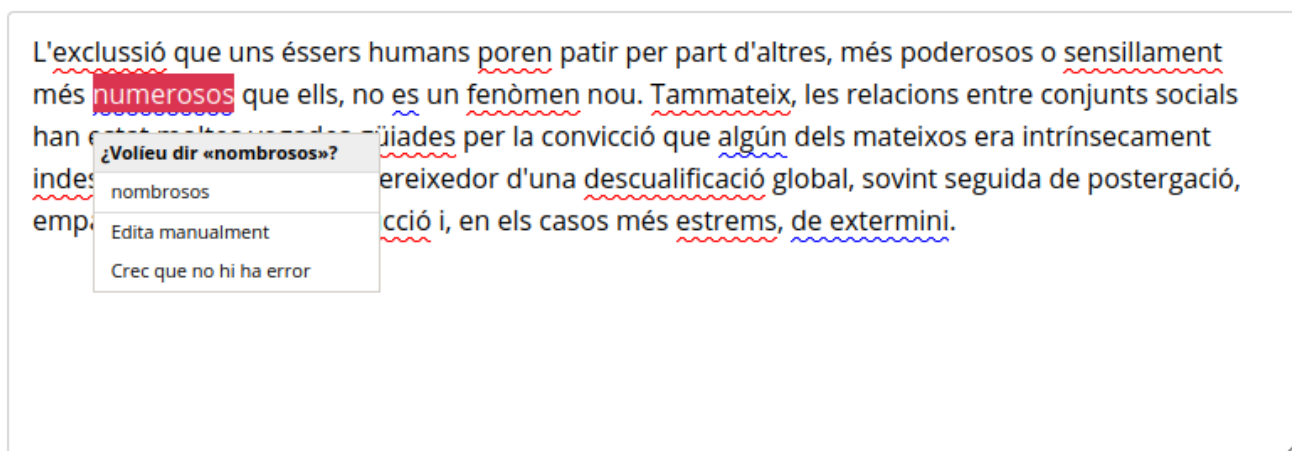 L'exclussió que uns éssers humans poren patir per part d'altres, més poderosos o sensillament
més numerosos que ells, no es un fenòmen nou. Tammateix, les relacions entre conjunts socials
han güiades per la convicció que algún dels mateixos era intrínsecament
¿Volíeu dir «nombrosos»?
ereixedor d'una descualificació global, sovint seguida de postergació,
nombrosos
cció i, en els casos més estrems, de extermini.
Edita manualment
Crec que no hi ha error